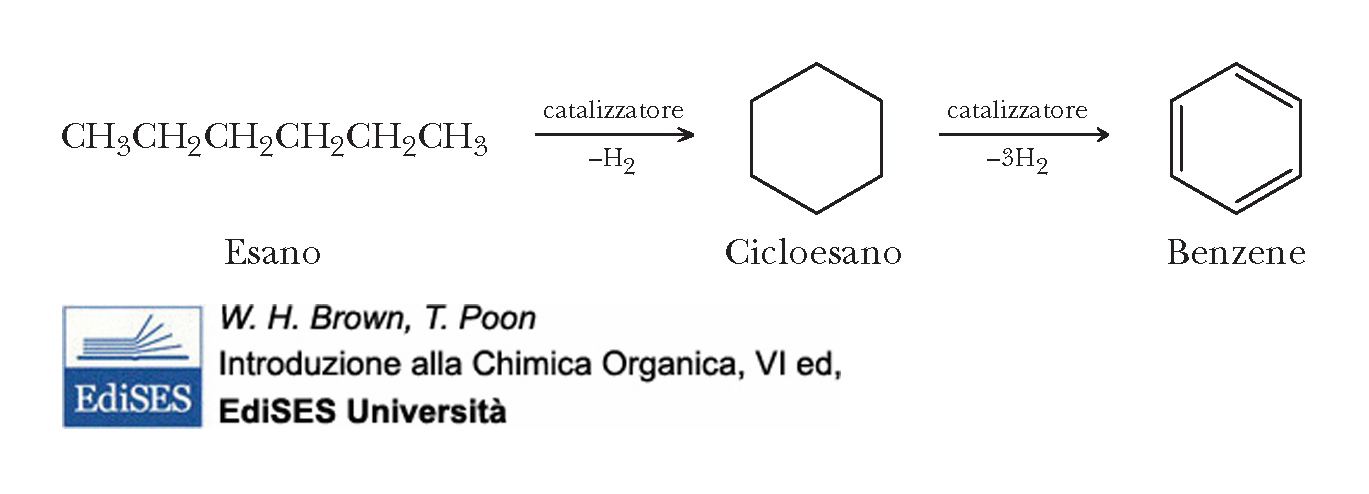 CH₃CH₂CH₂CH₂CH₂CH₃
catalizzatore
–H₂
catalizzatore
–3H₂
Esano
Cicloesano
Benzene
EdiSES
W. H. Brown, T. Poon
Introduzione alla Chimica Organica, VI ed,
EdiSES Università